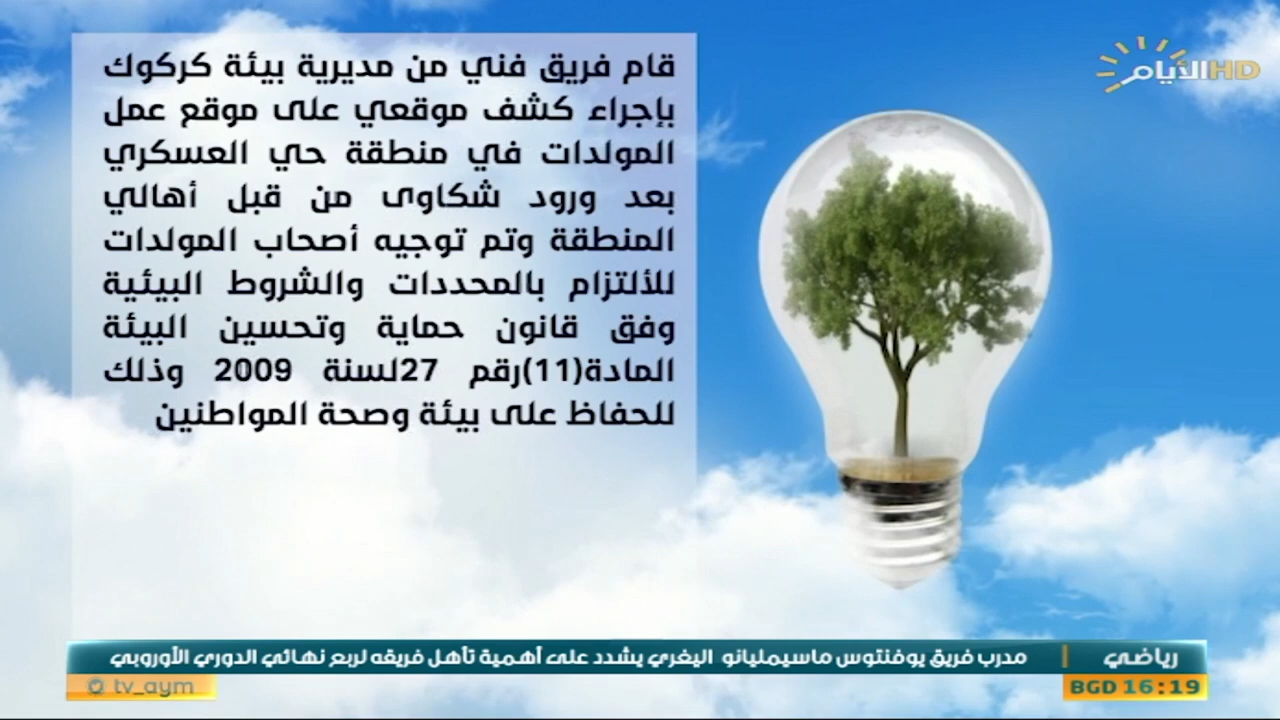 الأيام HD
قام فريق فني من مديرية بيئة كركوك
بإجراء كشف موقعي على موقع عمل
المولدات في منطقة حي العسكري
بعد ورود شكاوى من قبل أهالي
المنطقة وتم توجيه أصحاب المولدات
للألتزام بالمحددات والشروط البيئية
وفق قانون حماية وتحسين البيئة
المادة(11)رقم 27لسنة 2009 وذلك
للحفاظ على بيئة وصحة المواطنين
رياضي | مدرب فريق يوفنتوس ماسيمليانو اليغري يشدد على أهمية تأهل فريقه لربع نهائي الدوري الأوروبي
BGD 16:19
tv_aym